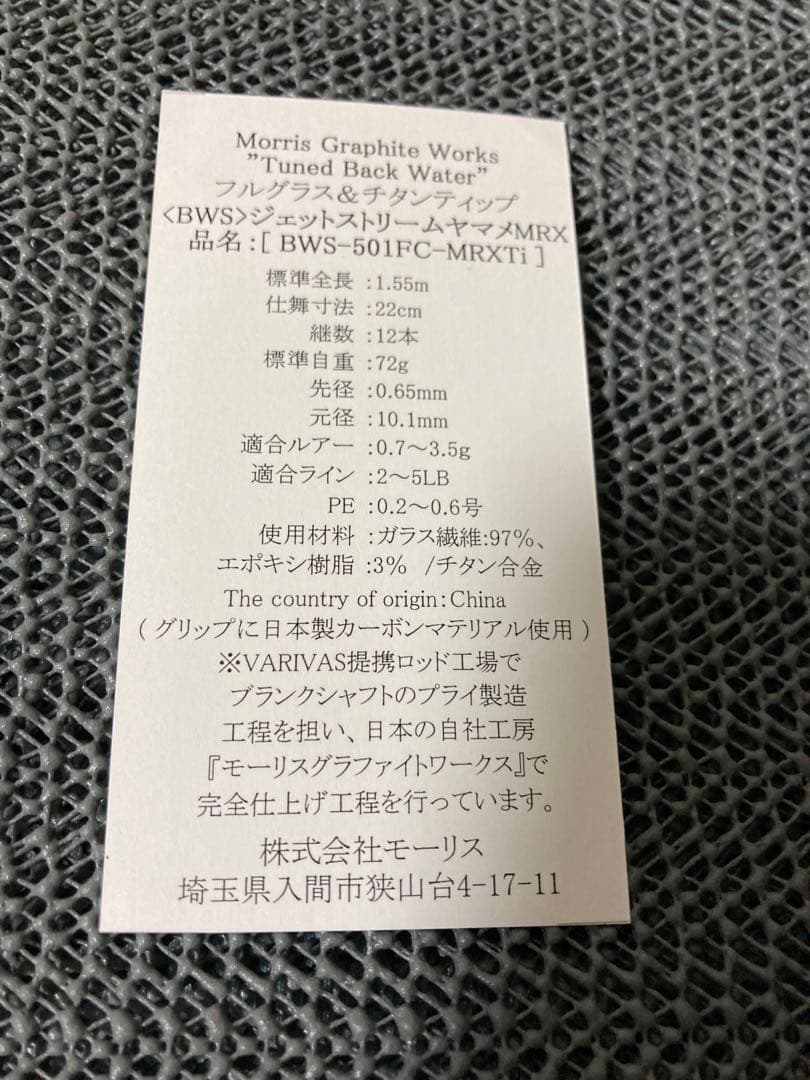 Morris Graphite Works
”Tuned Back Water”
フルグラス＆チタンティップ
<BWS>ジェットストリームヤマメMRX
品名:[ BWS-501FC-MRXTi ]
標準全長 :1.55m
仕舞寸法 :22cm
継数 :12本
標準自重 :72g
先径 :0.65mm
元径 :10.1mm
適合ルアー :0.7～3.5g
適合ライン :2～5LB
PE :0.2～0.6号
使用材料 :ガラス繊維:97%、
エポキシ樹脂 :3% /チタン合金
The country of origin:China
( グリップに日本製カーボンマテリアル使用 )
※VARIVAS提携ロッド工場で
ブランクシャフトのプライ製造
工程を担い、日本の自社工房
『モーリスグラファイトワークス』で
完全仕上げ工程を行っています。
株式会社モーリス
埼玉県入間市狭山台4-17-11